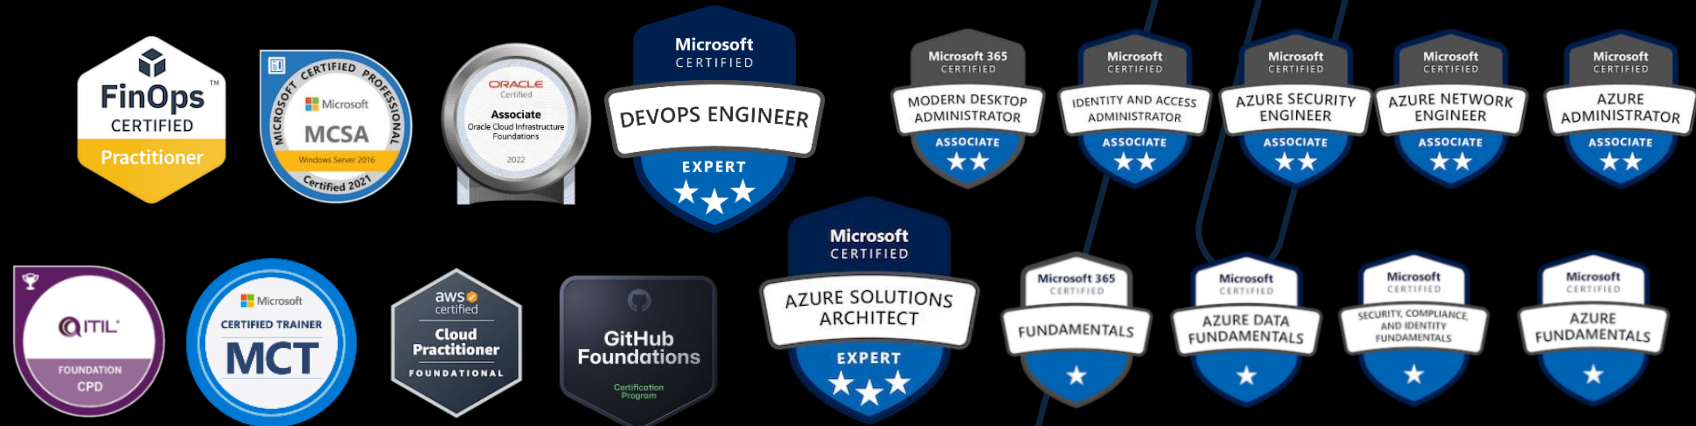 FinOps™
CERTIFIED
Practitioner
MICROSOFT CERTIFIED PROFESSIONAL
Microsoft
MCSA
Windows Server 2016
Certified 2021
ORACLE
Certified
Associate
Oracle Cloud Infrastructure
Foundations
2022
Microsoft
CERTIFIED
DEVOPS ENGINEER
EXPERT
Microsoft 365
CERTIFIED
MODERN DESKTOP
ADMINISTRATOR
ASSOCIATE
Microsoft
CERTIFIED
IDENTITY AND ACCESS
ADMINISTRATOR
ASSOCIATE
Microsoft
CERTIFIED
AZURE SECURITY
ENGINEER
ASSOCIATE
Microsoft
CERTIFIED
AZURE NETWORK
ENGINEER
ASSOCIATE
Microsoft
CERTIFIED
AZURE
ADMINISTRATOR
ASSOCIATE
ITIL
FOUNDATION
CPD
Microsoft
CERTIFIED TRAINER
MCT
aws
certified
Cloud
Practitioner
FOUNDATIONAL
GitHub
Foundations
Certification
Program
Microsoft
CERTIFIED
AZURE SOLUTIONS
ARCHITECT
EXPERT
Microsoft 365
CERTIFIED
FUNDAMENTALS
Microsoft
CERTIFIED
AZURE DATA
FUNDAMENTALS
Microsoft
CERTIFIED
SECURITY, COMPLIANCE,
AND IDENTITY
FUNDAMENTALS
Microsoft
CERTIFIED
AZURE
FUNDAMENTALS